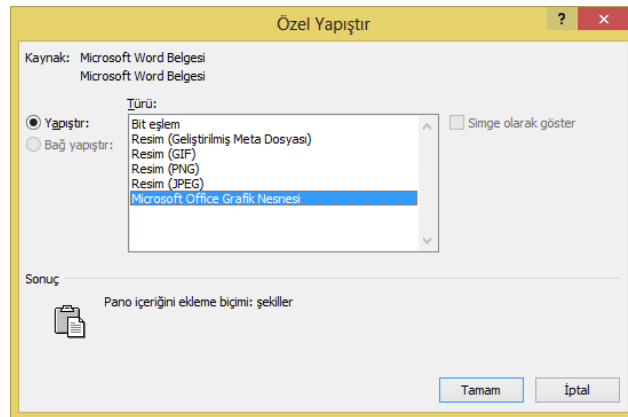 Özel Yapıştır
? ×
Kaynak: Microsoft Word Belgesi
Microsoft Word Belgesi
Türü:
Yapıştır:
Bağ yapıştır:
Bit eşlem
Resim (Geliştirilmiş Meta Dosyası)
Resim (GIF)
Resim (PNG)
Resim (JPEG)
Microsoft Office Grafik Nesnesi
Simge olarak göster
Sonuç
Pano içeriğini ekleme biçimi: şekiller
Tamam
İptal